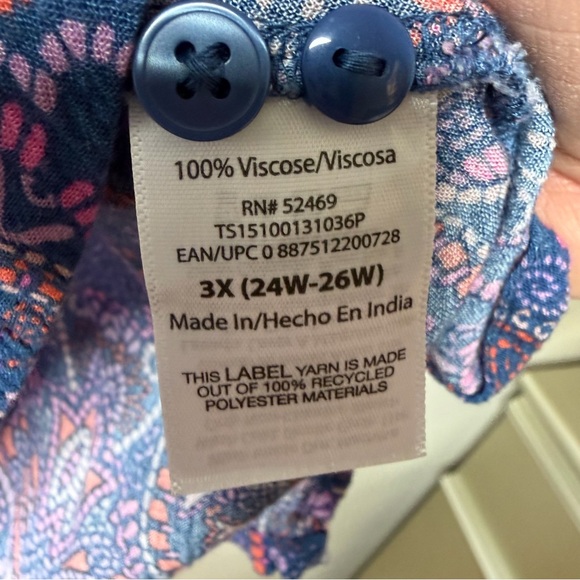 100% Viscose/Viscosa
RN# 52469
TS15100131036P
EAN/UPC 0 887512200728
3X (24W-26W)
Made In/Hecho En India
THIS LABEL YARN IS MADE
OUT OF 100% RECYCLED
POLYESTER MATERIALS